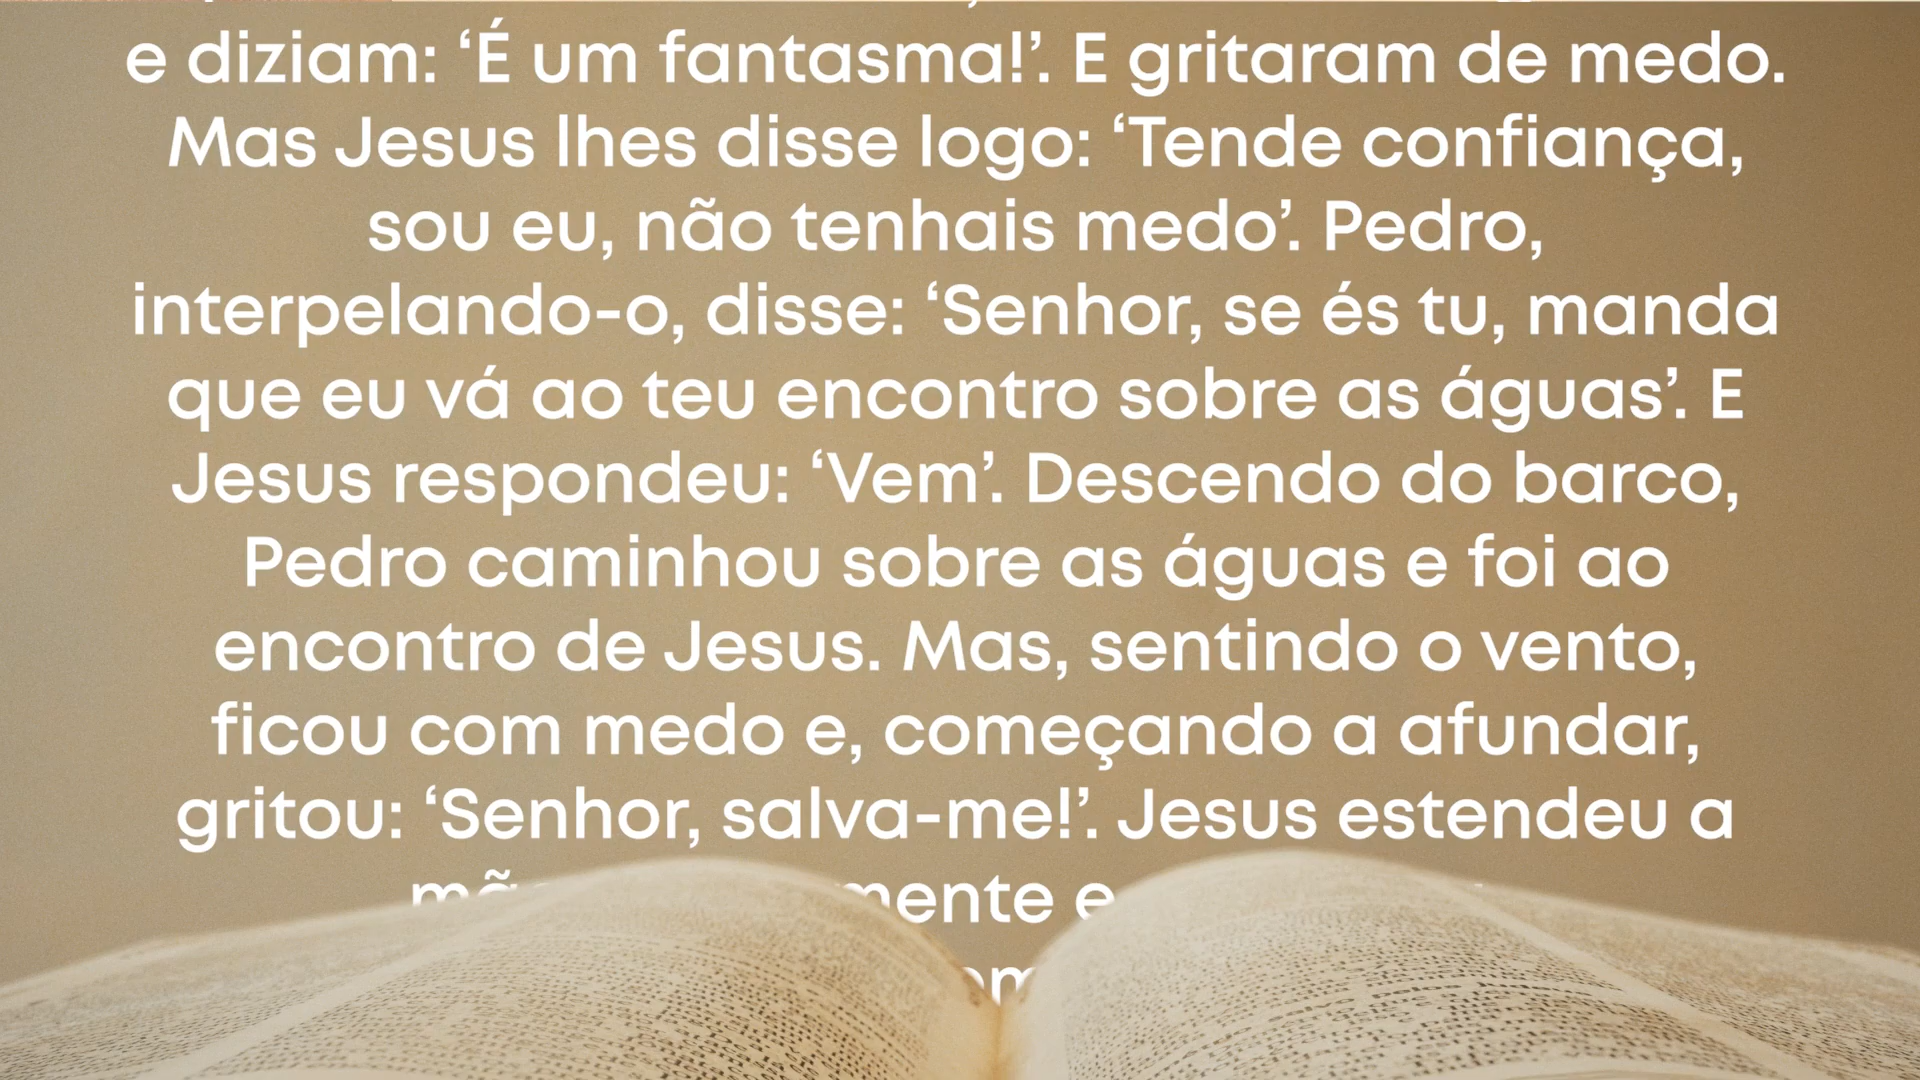 e diziam: ‘É um fantasma!’. E gritaram de medo.
Mas Jesus lhes disse logo: ‘Tende confiança,
sou eu, não tenhais medo’. Pedro,
interpelando-o, disse: ‘Senhor, se és tu, manda
que eu vá ao teu encontro sobre as águas’. E
Jesus respondeu: ‘Vem’. Descendo do barco,
Pedro caminhou sobre as águas e foi ao
encontro de Jesus. Mas, sentindo o vento,
ficou com medo e, começando a afundar,
gritou: ‘Senhor, salva-me!’. Jesus estendeu a
e